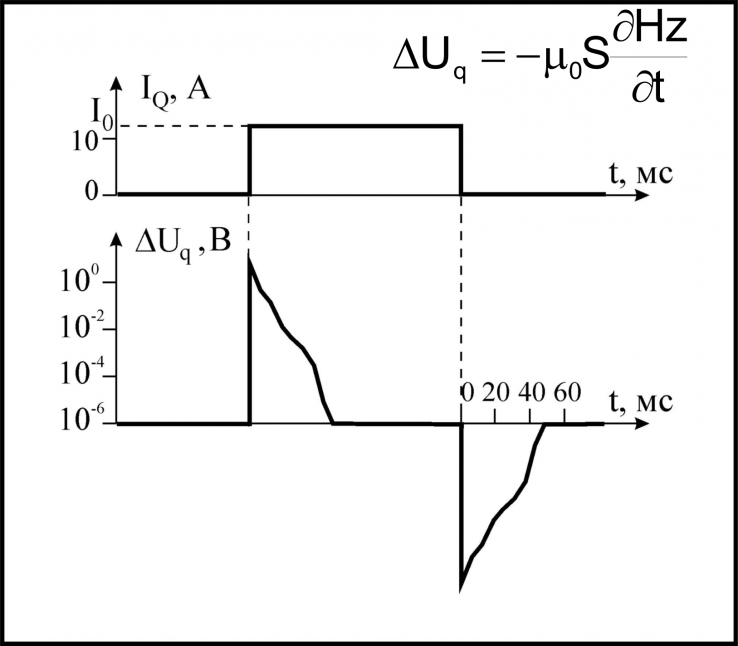 ΔU_q = −μ₀S ∂Hz/∂t
I_Q, А
I₀
10
0
t, мс
ΔU_q, В
10⁰
10⁻²
10⁻⁴
10⁻⁶
0 20 40 60
t, мс